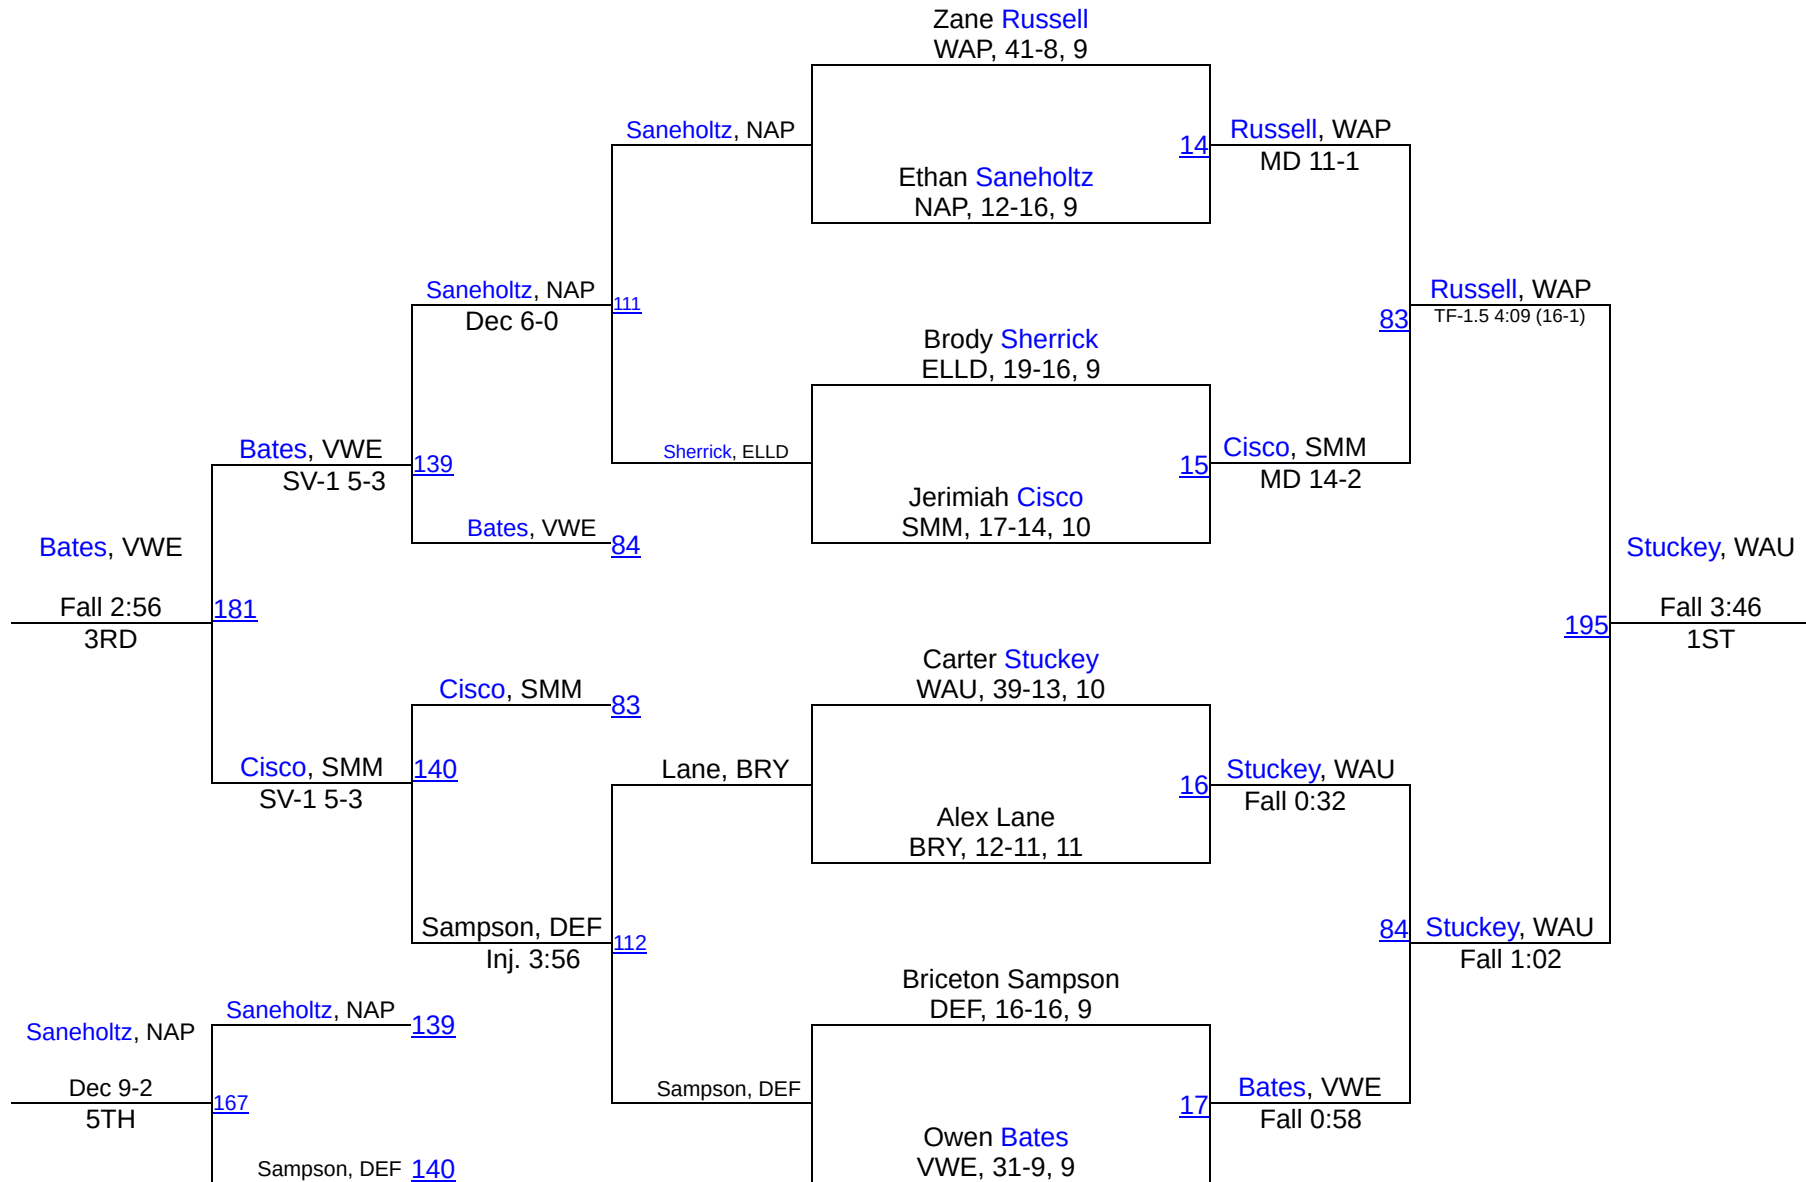 Zane Russell
WAP, 41-8, 9
Saneholtz, NAP
14
Russell, WAP
MD 11-1
Ethan Saneholtz
NAP, 12-16, 9
Saneholtz, NAP
Dec 6-0
111
Russell, WAP
TF-1.5 4:09 (16-1)
83
Brody Sherrick
ELLD, 19-16, 9
Bates, VWE
SV-1 5-3
139
Sherrick, ELLD
15
Cisco, SMM
MD 14-2
Jerimiah Cisco
SMM, 17-14, 10
Bates, VWE
84
Bates, VWE
Fall 2:56
3RD
181
Stuckey, WAU
Fall 3:46
1ST
195
Carter Stuckey
WAU, 39-13, 10
Cisco, SMM
83
Cisco, SMM
SV-1 5-3
140
Lane, BRY
16
Stuckey, WAU
Fall 0:32
Alex Lane
BRY, 12-11, 11
Sampson, DEF
Inj. 3:56
112
84
Stuckey, WAU
Fall 1:02
Briceton Sampson
DEF, 16-16, 9
Saneholtz, NAP
139
Saneholtz, NAP
Dec 9-2
5TH
167
Sampson, DEF
17
Bates, VWE
Fall 0:58
Owen Bates
VWE, 31-9, 9
Sampson, DEF
140